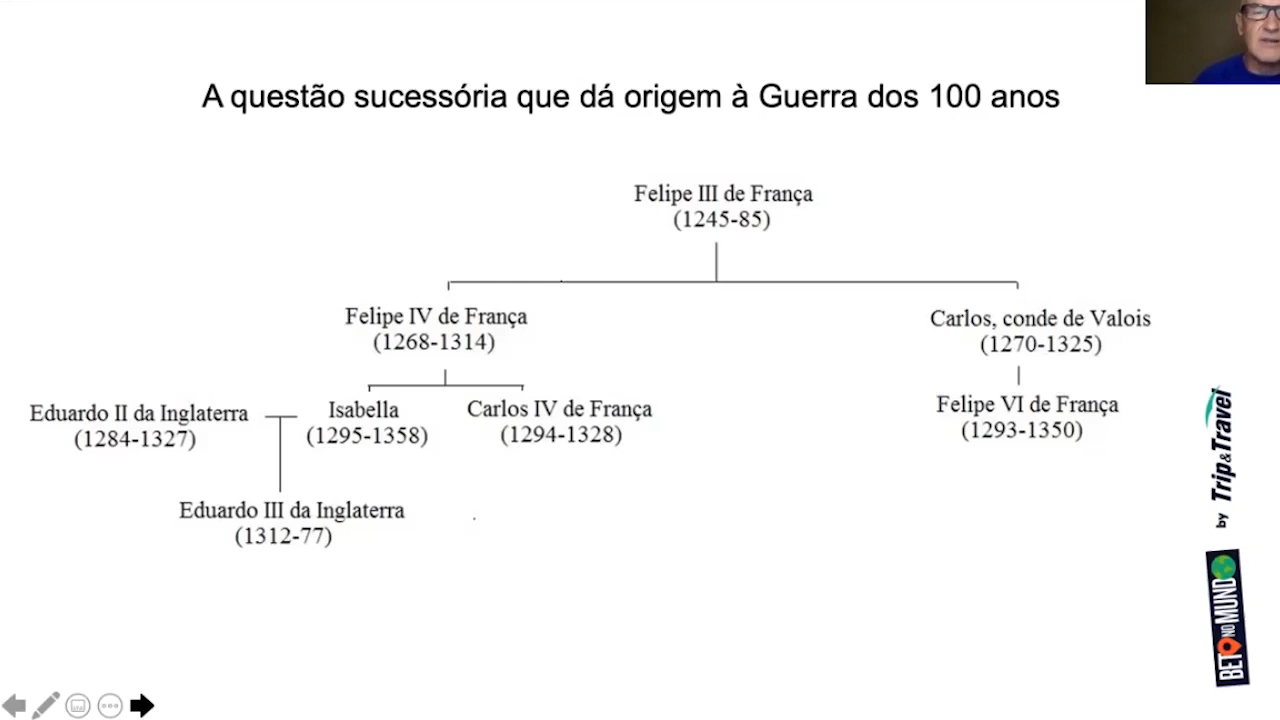 A questão sucessória que dá origem à Guerra dos 100 anos
Felipe III de França
(1245-85)
Felipe IV de França
(1268-1314)
Carlos, conde de Valois
(1270-1325)
Eduardo II da Inglaterra
(1284-1327)
Isabella
(1295-1358)
Carlos IV de França
(1294-1328)
Felipe VI de França
(1293-1350)
Eduardo III da Inglaterra
(1312-77)
by Trip&Travel
BETO NO MUNDO